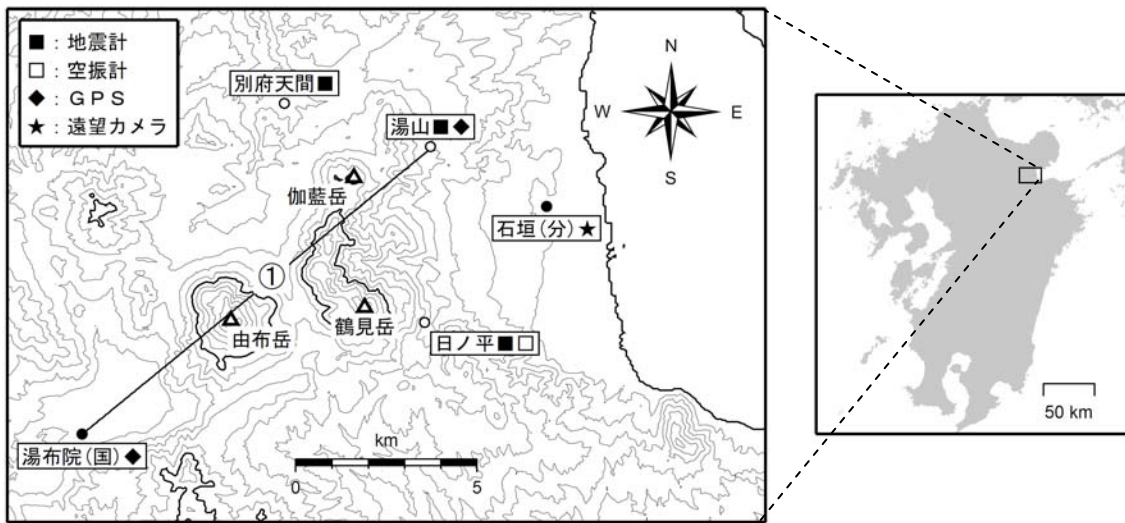 ■：地震計
□：空振計
◆：ＧＰＳ
★：遠望カメラ
別府天間■
湯山■◆
伽藍岳
石垣(分)★
①
由布岳
鶴見岳
日ノ平■□
湯布院(国)◆
km
0
5
N
W
E
S
50 km